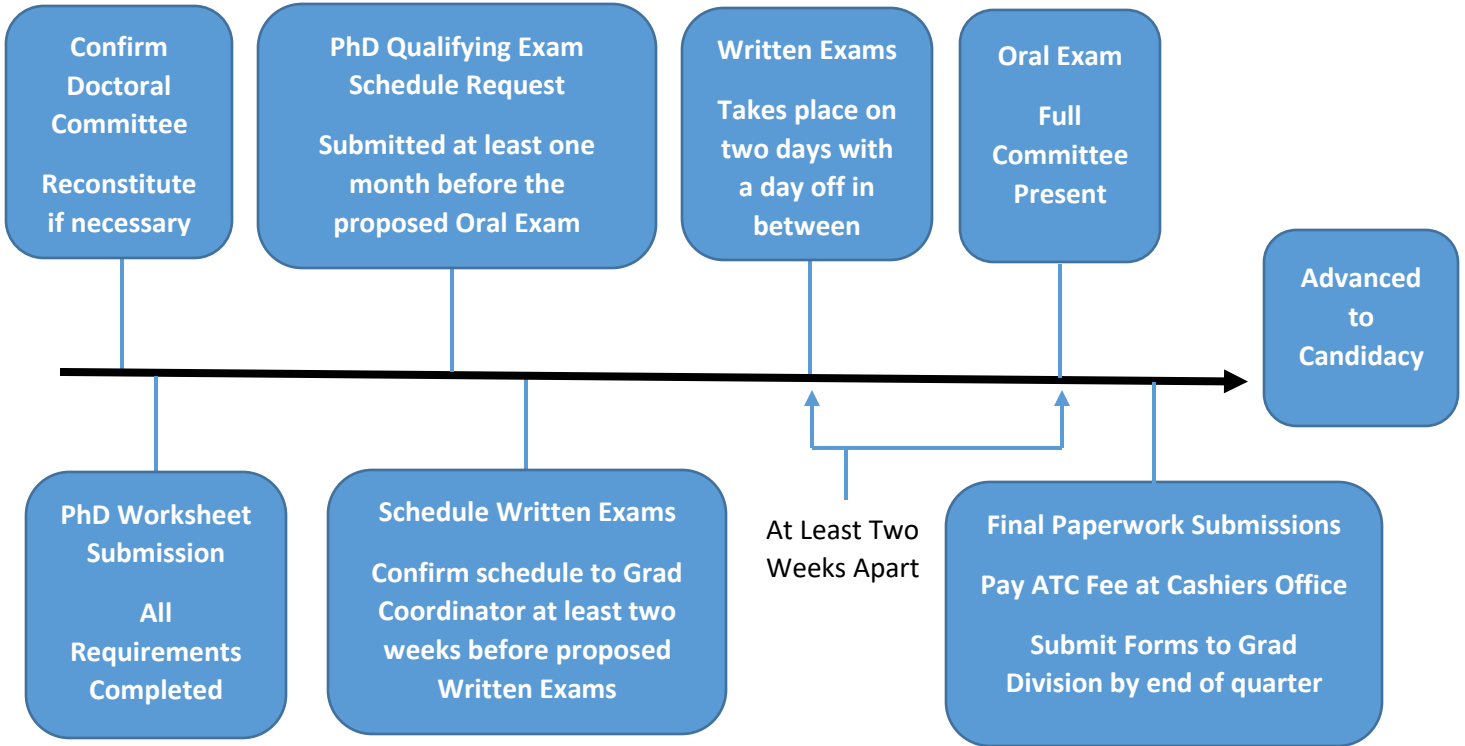 Confirm
Doctoral
Committee
Reconstitute
if necessary
PhD Qualifying Exam
Schedule Request
Submitted at least one
month before the
proposed Oral Exam
Written Exams
Takes place on
two days with
a day off in
between
Oral Exam
Full
Committee
Present
Advanced
to
Candidacy
PhD Worksheet
Submission
All
Requirements
Completed
Schedule Written Exams
Confirm schedule to Grad
Coordinator at least two
weeks before proposed
Written Exams
At Least Two
Weeks Apart
Final Paperwork Submissions
Pay ATC Fee at Cashiers Office
Submit Forms to Grad
Division by end of quarter